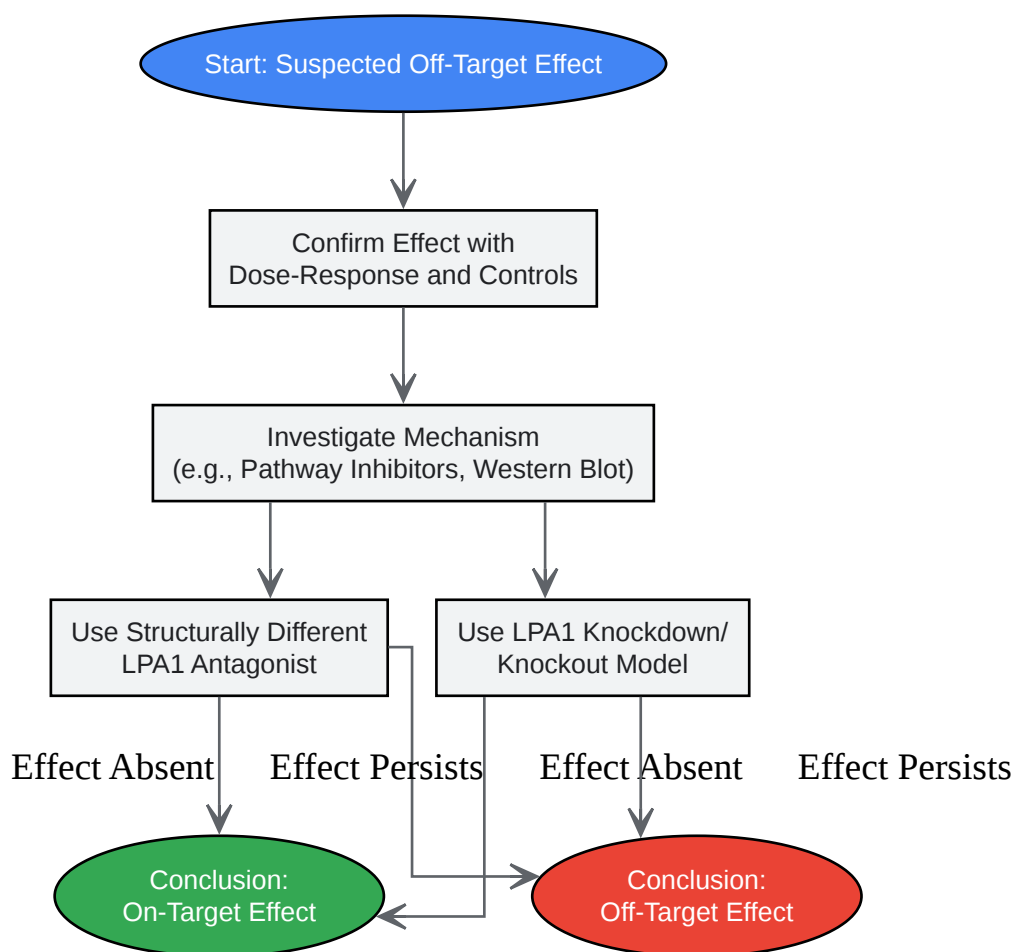 Start: Suspected Off-Target Effect
Confirm Effect with
Dose-Response and Controls
Investigate Mechanism
(e.g., Pathway Inhibitors, Western Blot)
Use Structurally Different
LPA1 Antagonist
Use LPA1 Knockdown/
Knockout Model
Effect Absent
Effect Persists
Effect Absent
Effect Persists
Conclusion:
On-Target Effect
Conclusion:
Off-Target Effect